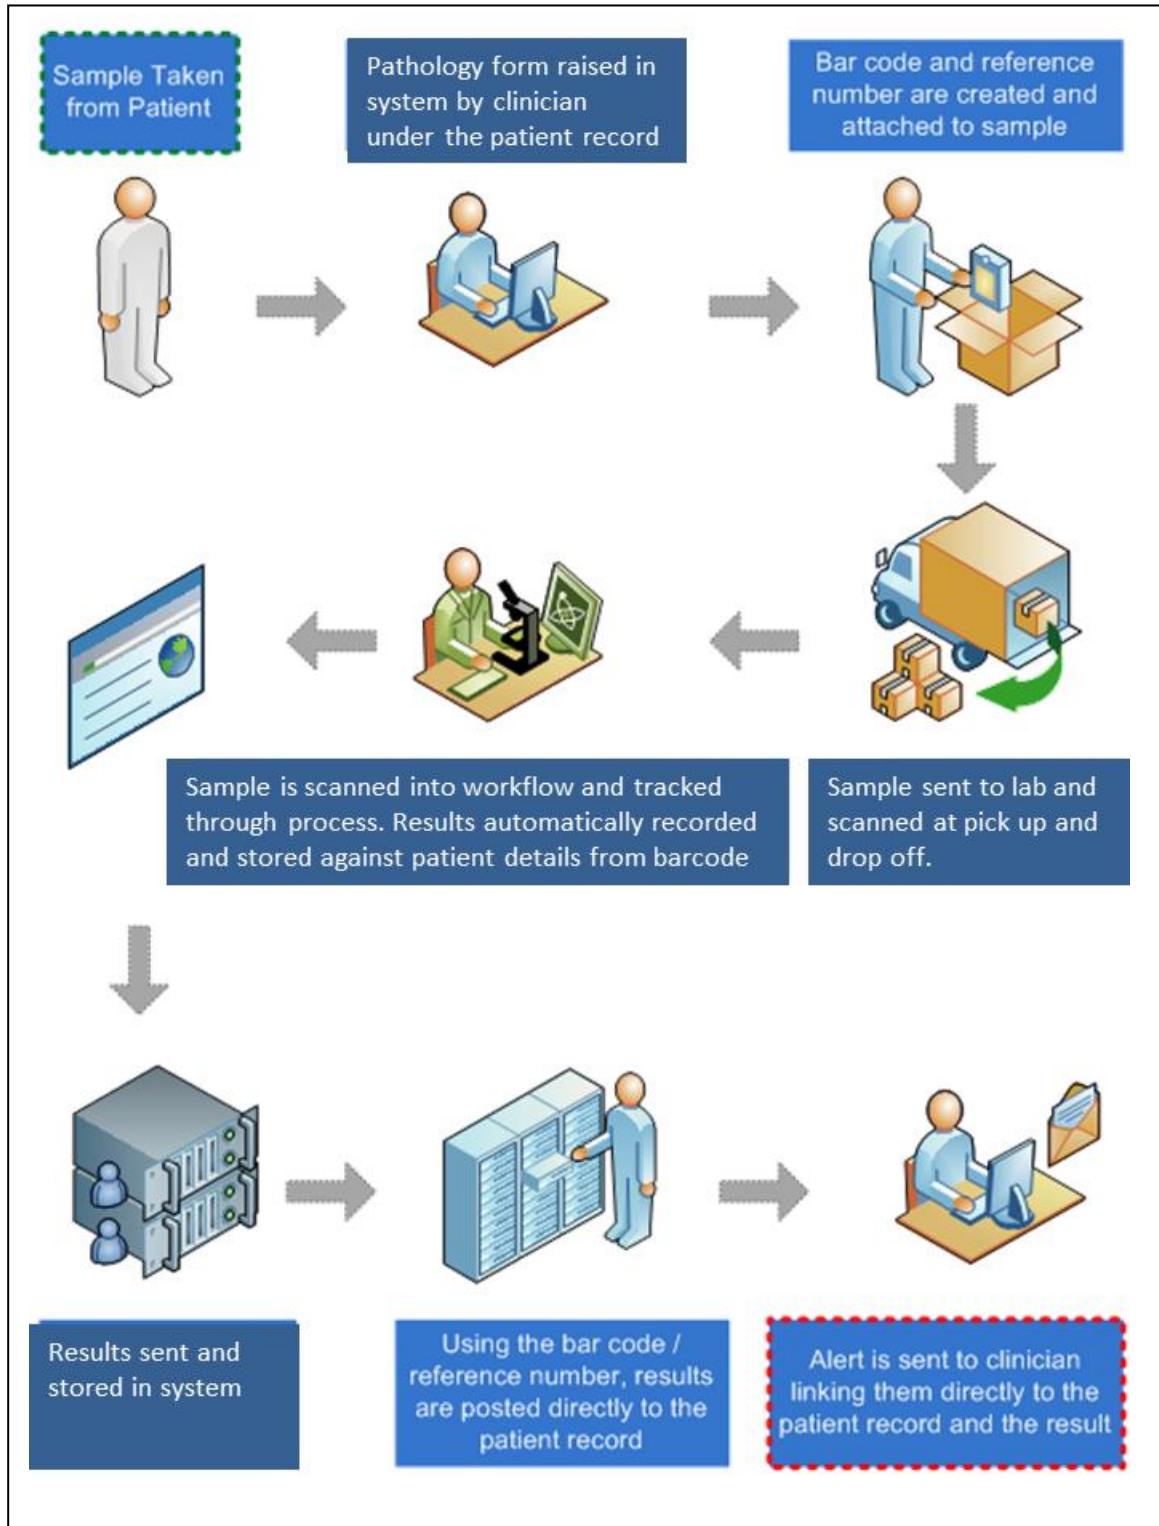 Sample Taken
from Patient
Pathology form raised in
system by clinician
under the patient record
Bar code and reference
number are created and
attached to sample
Sample is scanned into workflow and tracked
through process. Results automatically recorded
and stored against patient details from barcode
Sample sent to lab and
scanned at pick up and
drop off.
Results sent and
stored in system
Using the bar code /
reference number, results
are posted directly to the
patient record
Alert is sent to clinician
linking them directly to the
patient record and the result